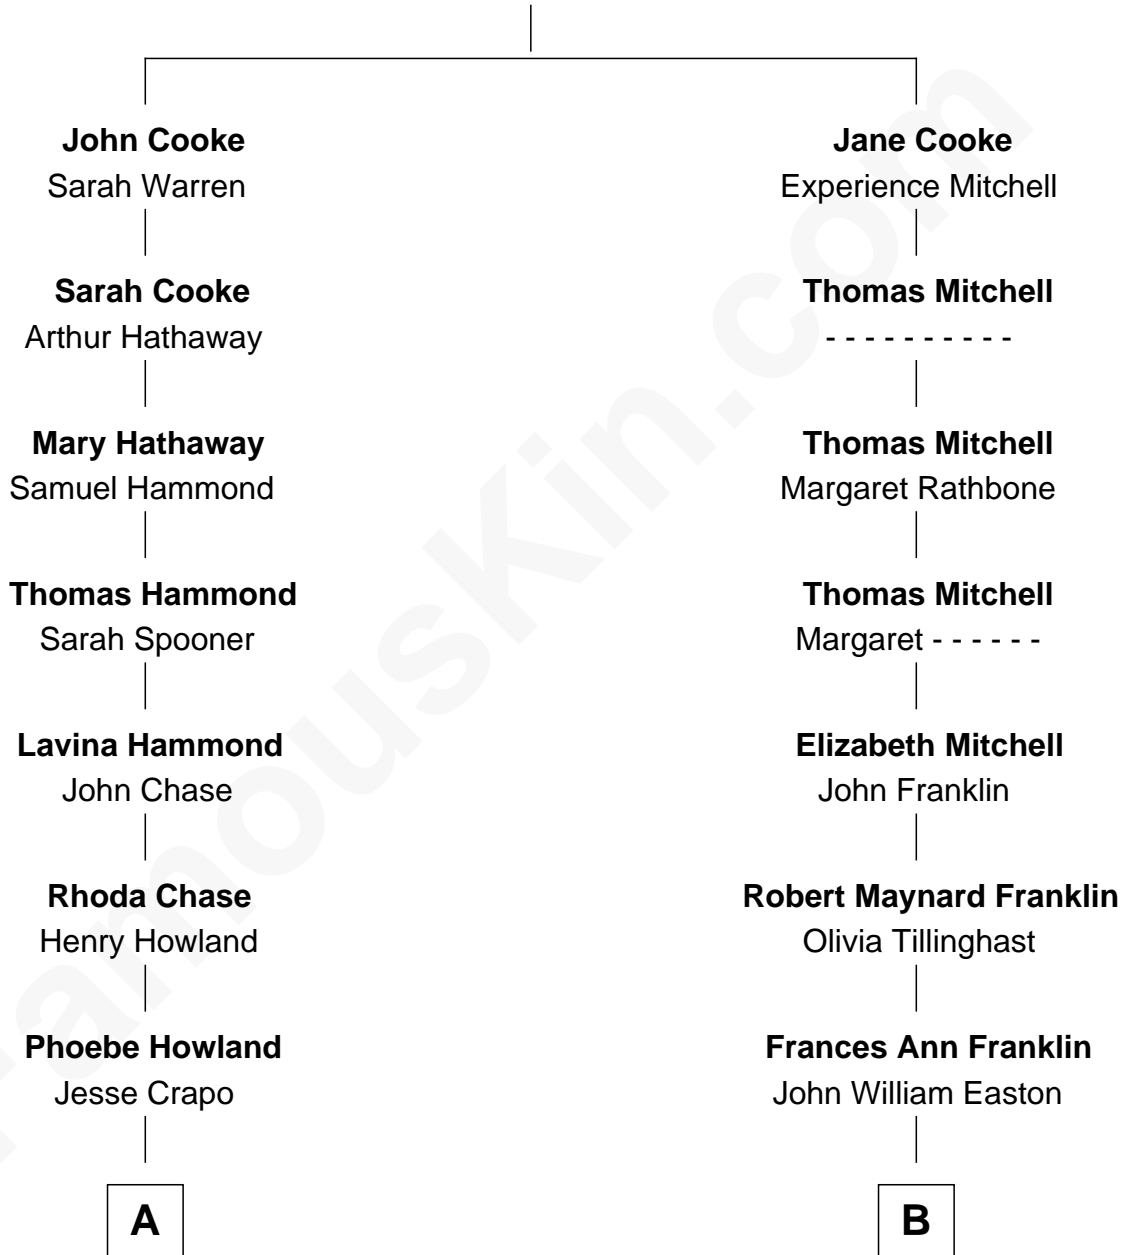 John Cooke
Sarah Warren
Sarah Cooke
Arthur Hathaway
Mary Hathaway
Samuel Hammond
Thomas Hammond
Sarah Spooner
Lavina Hammond
John Chase
Rhoda Chase
Henry Howland
Phoebe Howland
Jesse Crapo
A
Jane Cooke
Experience Mitchell
Thomas Mitchell
- - - - - - - - - -
Thomas Mitchell
Margaret Rathbone
Thomas Mitchell
Margaret - - - - - -
Elizabeth Mitchell
John Franklin
Robert Maynard Franklin
Olivia Tillinghast
Frances Ann Franklin
John William Easton
B
FamousKin.com